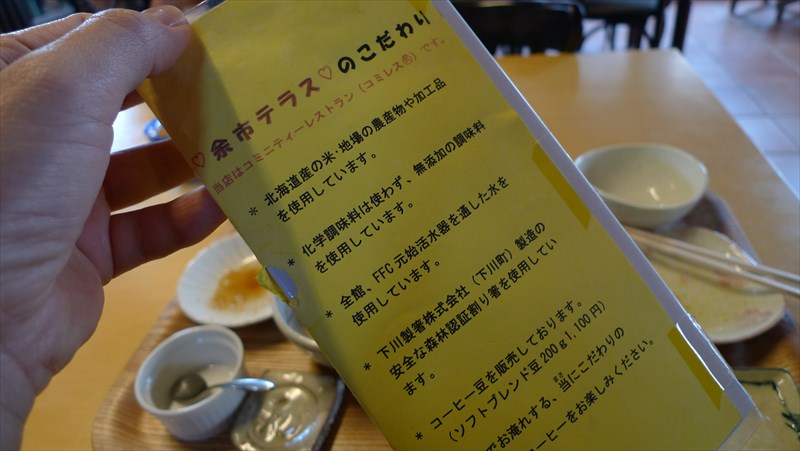 ♡余市テラス♡のこだわり
当店はコミニティーレストラン（コミレス㊝）です。
＊ 北海道産の米・地場の農産物や加工品
を使用しています。
＊ 化学調味料は使わず、無添加の調味料
を使用しています。
＊ 全館、FFC元始活水器を通した水を
使用しています。
＊ 下川製箸株式会社（下川町）製造の
安全な森林認証割り箸を使用してい
ます。
＊ コーヒー豆を販売しております。
（ソフトブレンド豆200g1,100円）
でお淹れする、当にこだわりの
コーヒーをお楽しみください。